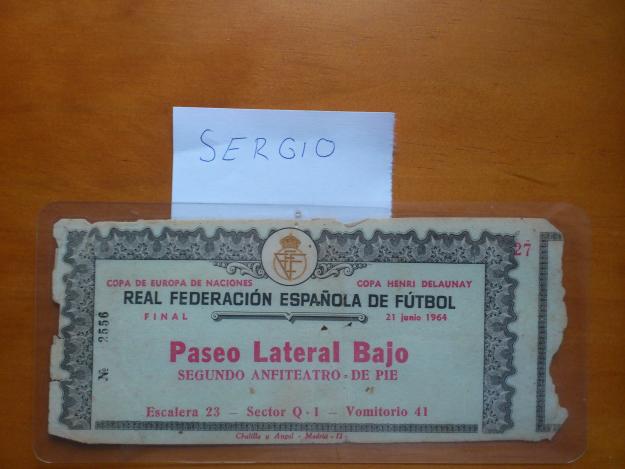 SERGIO
27
COPA DE EUROPA DE NACIONES COPA HENRI DELAUNAY
REAL FEDERACIÓN ESPAÑOLA DE FÚTBOL
FINAL 21 junio 1964
Nº 2556
Paseo Lateral Bajo
SEGUNDO ANFITEATRO - DE PIE
Escalera 23 — Sector Q - I — Vomitorio 41
Madrid